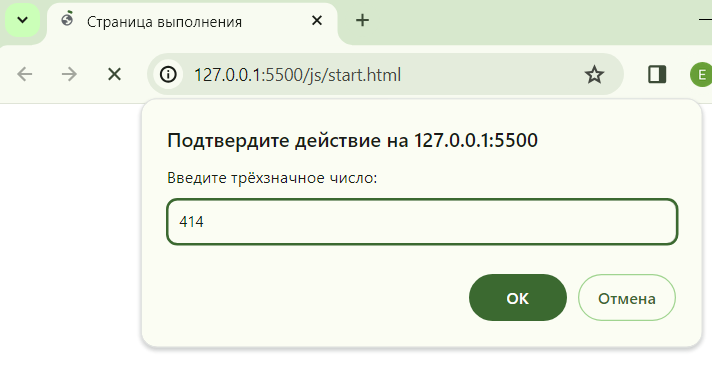 Страница выполнения
127.0.0.1:5500/js/start.html
E
Подтвердите действие на 127.0.0.1:5500
Введите трёхзначное число:
414
ОК Отмена